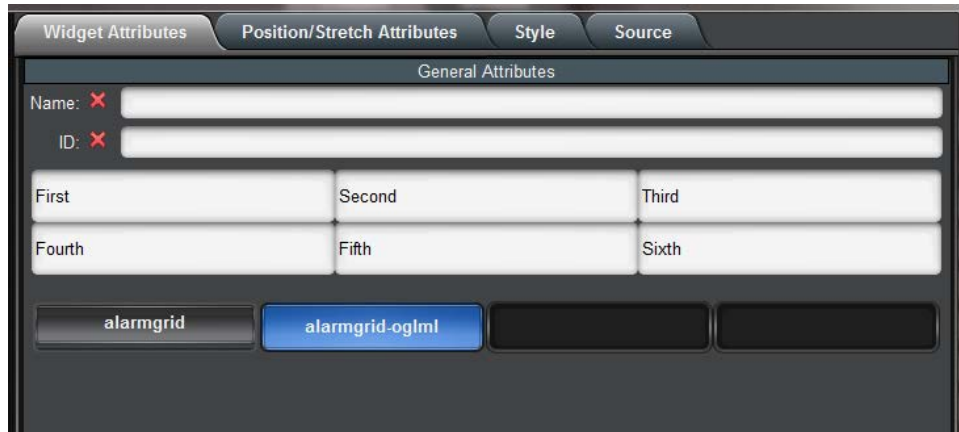 Widget Attributes Position/Stretch Attributes Style Source
General Attributes
Name:
ID:
First Second Third
Fourth Fifth Sixth
alarmgrid alarmgrid-oglml